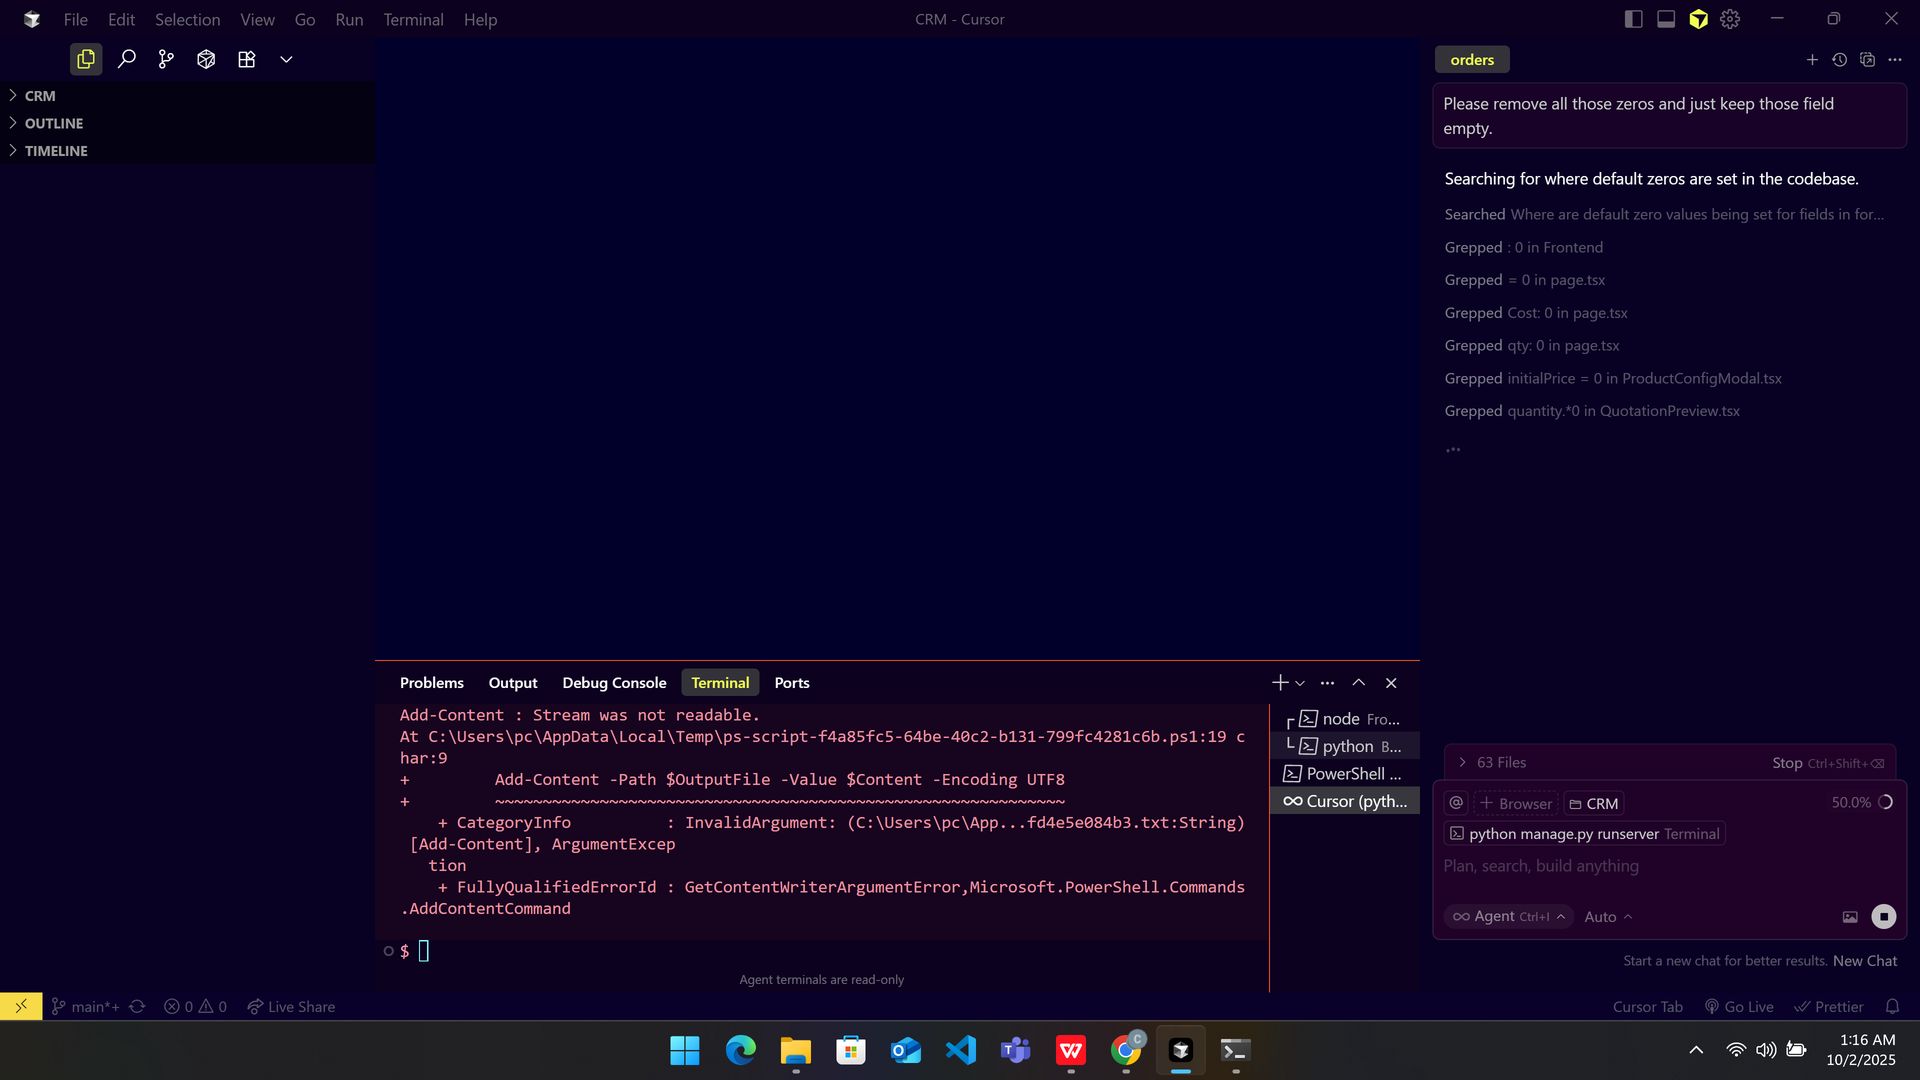 File Edit Selection View Go Run Terminal Help
CRM - Cursor
CRM
OUTLINE
TIMELINE
orders
Please remove all those zeros and just keep those field
empty.
Searching for where default zeros are set in the codebase.
Searched Where are default zero values being set for fields in for...
Grepped : 0 in Frontend
Grepped = 0 in page.tsx
Grepped Cost: 0 in page.tsx
Grepped qty: 0 in page.tsx
Grepped initialPrice = 0 in ProductConfigModal.tsx
Grepped quantity.*0 in QuotationPreview.tsx
Problems Output Debug Console Terminal Ports
Add-Content : Stream was not readable.
At C:\Users\pc\AppData\Local\Temp\ps-script-f4a85fc5-64be-40c2-b131-799fc4281c6b.ps1:19 c
har:9
+         Add-Content -Path $OutputFile -Value $Content -Encoding UTF8
+         ~~~~~~~~~~~~~~~~~~~~~~~~~~~~~~~~~~~~~~~~~~~~~~~~~~~~~~~~~~~~
    + CategoryInfo          : InvalidArgument: (C:\Users\pc\App...fd4e5e084b3.txt:String)
 [Add-Content], ArgumentExcep
   tion
    + FullyQualifiedErrorId : GetContentWriterArgumentError,Microsoft.PowerShell.Commands
.AddContentCommand
$
Agent terminals are read-only
node Fro...
python B...
PowerShell ...
Cursor (pyth...
63 Files
Stop Ctrl+Shift+⌫
@ + Browser CRM 50.0%
python manage.py runserver Terminal
Plan, search, build anything
Agent Ctrl+I Auto
Start a new chat for better results. New Chat
main*+ 0 0 Live Share
Cursor Tab Go Live Prettier
1:16 AM
10/2/2025